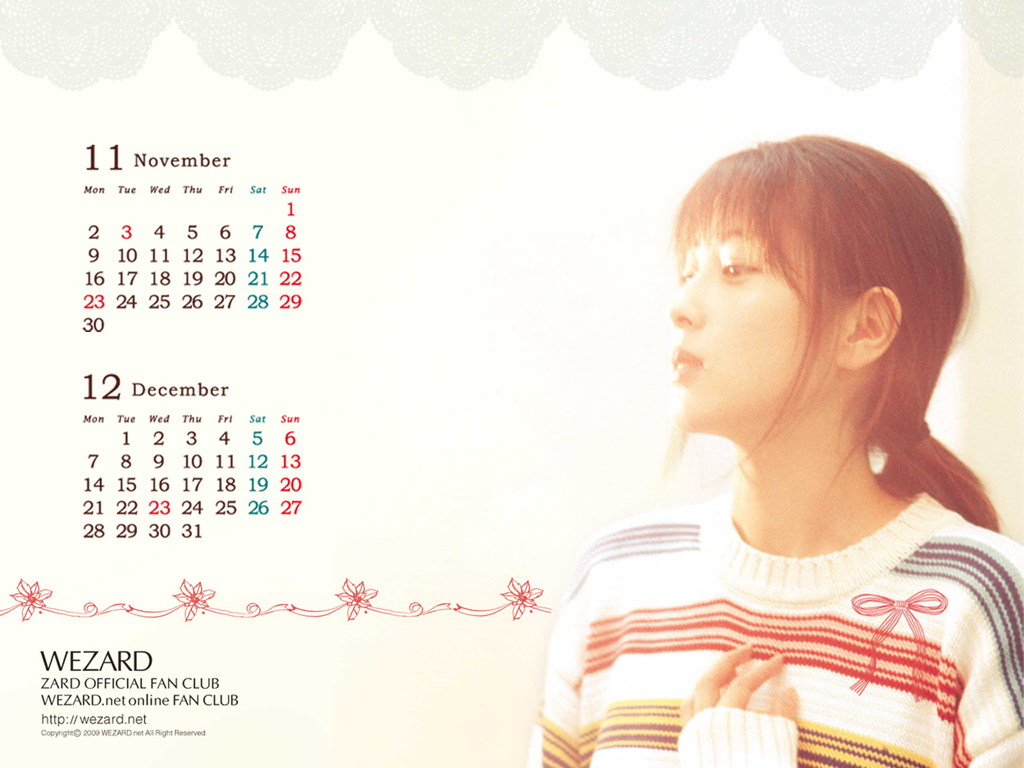 11 November
Mon Tue Wed Thu Fri Sat Sun
1
2 3 4 5 6 7 8
9 10 11 12 13 14 15
16 17 18 19 20 21 22
23 24 25 26 27 28 29
30
12 December
Mon Tue Wed Thu Fri Sat Sun
1 2 3 4 5 6
7 8 9 10 11 12 13
14 15 16 17 18 19 20
21 22 23 24 25 26 27
28 29 30 31
WEZARD
ZARD OFFICIAL FAN CLUB
WEZARD.net online FAN CLUB
http://wezard.net
Copyright© 2009 WEZARD.net All Right Reserved